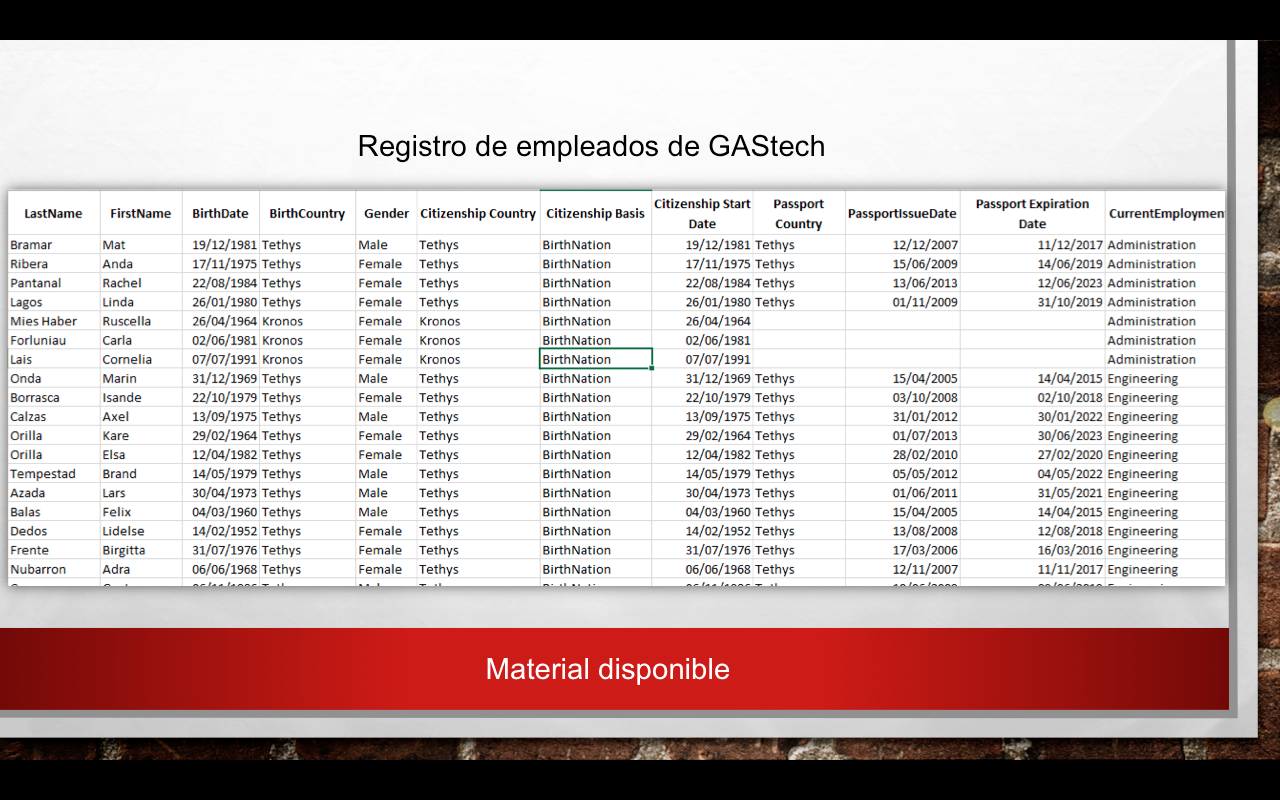 Registro de empleados de GAStech
LastName FirstName BirthDate BirthCountry Gender Citizenship Country Citizenship Basis Citizenship Start Date Passport Country PassportIssueDate Passport Expiration Date CurrentEmploymen
Bramar Mat 19/12/1981 Tethys Male Tethys BirthNation 19/12/1981 Tethys 12/12/2007 11/12/2017 Administration
Ribera Anda 17/11/1975 Tethys Female Tethys BirthNation 17/11/1975 Tethys 15/06/2009 14/06/2019 Administration
Pantanal Rachel 22/08/1984 Tethys Female Tethys BirthNation 22/08/1984 Tethys 13/06/2013 12/06/2023 Administration
Lagos Linda 26/01/1980 Tethys Female Tethys BirthNation 26/01/1980 Tethys 01/11/2009 31/10/2019 Administration
Mies Haber Ruscella 26/04/1964 Kronos Female Kronos BirthNation 26/04/1964 Administration
Forluniau Carla 02/06/1981 Kronos Female Kronos BirthNation 02/06/1981 Administration
Lais Cornelia 07/07/1991 Kronos Female Kronos BirthNation 07/07/1991 Administration
Onda Marin 31/12/1969 Tethys Male Tethys BirthNation 31/12/1969 Tethys 15/04/2005 14/04/2015 Engineering
Borrasca Isande 22/10/1979 Tethys Female Tethys BirthNation 22/10/1979 Tethys 03/10/2008 02/10/2018 Engineering
Calzas Axel 13/09/1975 Tethys Male Tethys BirthNation 13/09/1975 Tethys 31/01/2012 30/01/2022 Engineering
Orilla Kare 29/02/1964 Tethys Female Tethys BirthNation 29/02/1964 Tethys 01/07/2013 30/06/2023 Engineering
Orilla Elsa 12/04/1982 Tethys Female Tethys BirthNation 12/04/1982 Tethys 28/02/2010 27/02/2020 Engineering
Tempestad Brand 14/05/1979 Tethys Male Tethys BirthNation 14/05/1979 Tethys 05/05/2012 04/05/2022 Engineering
Azada Lars 30/04/1973 Tethys Male Tethys BirthNation 30/04/1973 Tethys 01/06/2011 31/05/2021 Engineering
Balas Felix 04/03/1960 Tethys Male Tethys BirthNation 04/03/1960 Tethys 15/04/2005 14/04/2015 Engineering
Dedos Lidelse 14/02/1952 Tethys Female Tethys BirthNation 14/02/1952 Tethys 13/08/2008 12/08/2018 Engineering
Frente Birgitta 31/07/1976 Tethys Female Tethys BirthNation 31/07/1976 Tethys 17/03/2006 16/03/2016 Engineering
Nubarron Adra 06/06/1968 Tethys Female Tethys BirthNation 06/06/1968 Tethys 12/11/2007 11/11/2017 Engineering
Material disponible